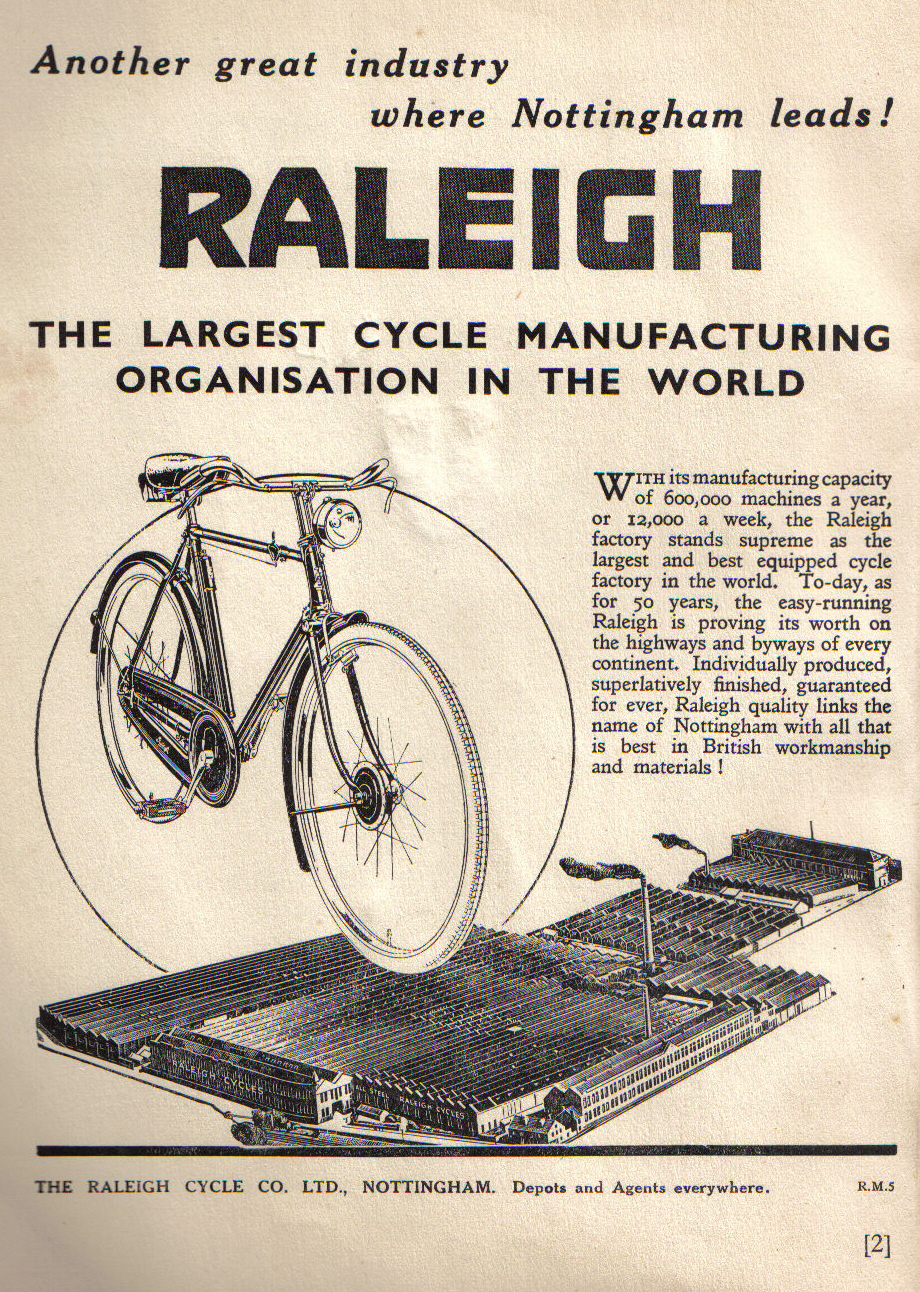 Another great industry
where Nottingham leads!
RALEIGH
THE LARGEST CYCLE MANUFACTURING
ORGANISATION IN THE WORLD
WITH its manufacturing capacity
of 600,000 machines a year,
or 12,000 a week, the Raleigh
factory stands supreme as the
largest and best equipped cycle
factory in the world. To-day, as
for 50 years, the easy-running
Raleigh is proving its worth on
the highways and byways of every
continent. Individually produced,
superlatively finished, guaranteed
for ever, Raleigh quality links the
name of Nottingham with all that
is best in British workmanship
and materials !
RALEIGH CYCLES
RALEIGH CYCLES
THE RALEIGH CYCLE CO. LTD., NOTTINGHAM. Depots and Agents everywhere.
R.M.5
[2]